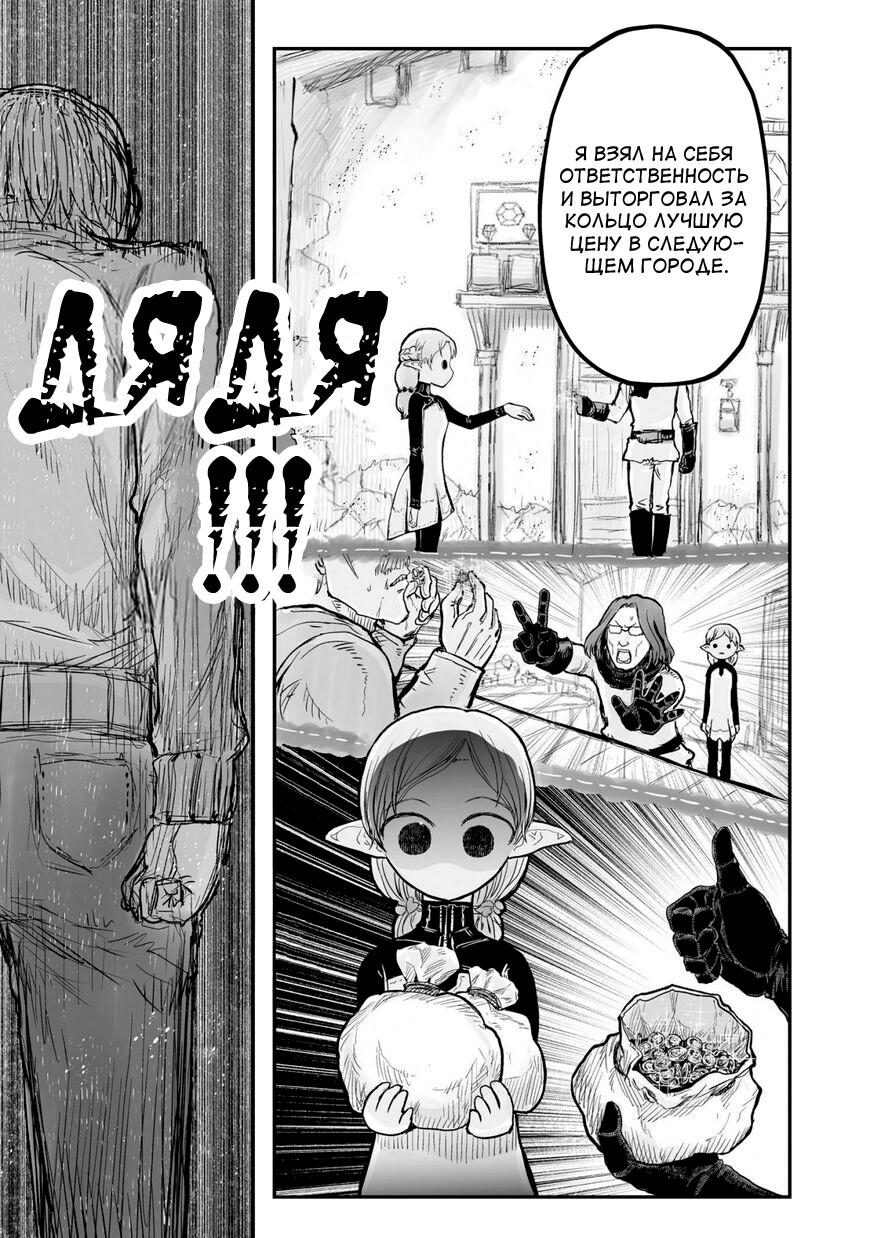 Я ВЗЯЛ НА СЕБЯ
ОТВЕТСТВЕННОСТЬ
И ВЫТОРГОВАЛ ЗА
КОЛЬЦО ЛУЧШУЮ
ЦЕНУ В СЛЕДУЮ-
ЩЕМ ГОРОДЕ.
ДЯДЯ
!!!